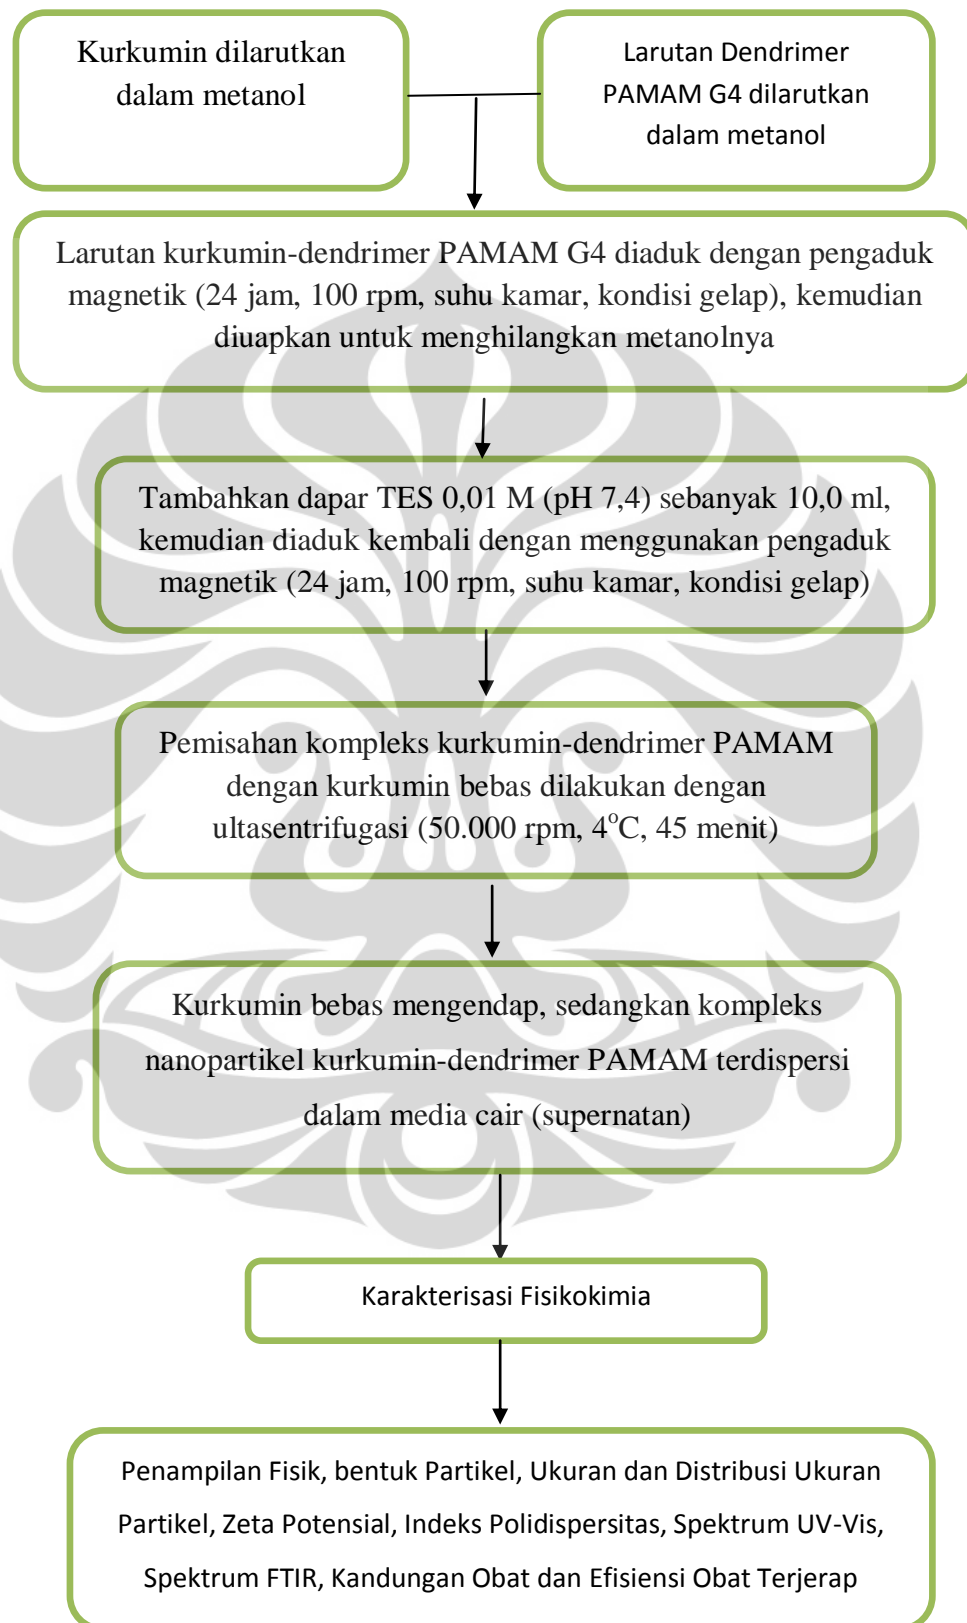 Kurkumin dilarutkan
dalam metanol
Larutan Dendrimer
PAMAM G4 dilarutkan
dalam metanol
Larutan kurkumin-dendrimer PAMAM G4 diaduk dengan pengaduk
magnetik (24 jam, 100 rpm, suhu kamar, kondisi gelap), kemudian
diuapkan untuk menghilangkan metanolnya
Tambahkan dapar TES 0,01 M (pH 7,4) sebanyak 10,0 ml,
kemudian diaduk kembali dengan menggunakan pengaduk
magnetik (24 jam, 100 rpm, suhu kamar, kondisi gelap)
Pemisahan kompleks kurkumin-dendrimer PAMAM
dengan kurkumin bebas dilakukan dengan
ultasentrifugasi (50.000 rpm, 4°C, 45 menit)
Kurkumin bebas mengendap, sedangkan kompleks
nanopartikel kurkumin-dendrimer PAMAM terdispersi
dalam media cair (supernatan)
Karakterisasi Fisikokimia
Penampilan Fisik, bentuk Partikel, Ukuran dan Distribusi Ukuran
Partikel, Zeta Potensial, Indeks Polidispersitas, Spektrum UV-Vis,
Spektrum FTIR, Kandungan Obat dan Efisiensi Obat Terjerap